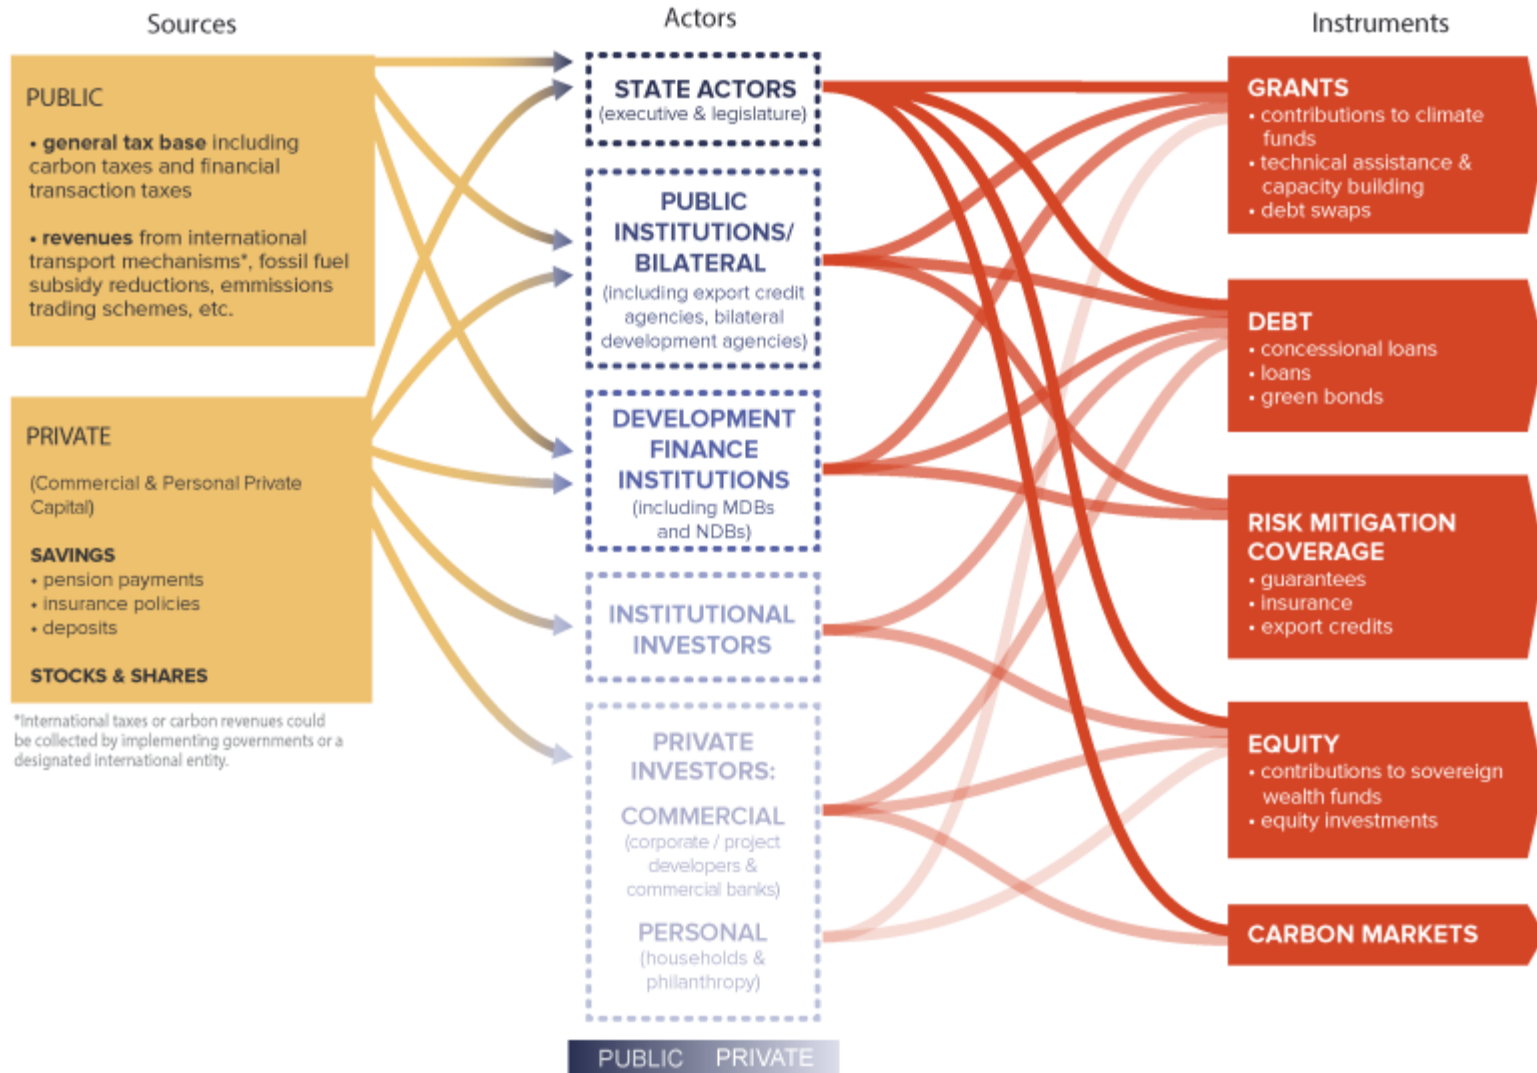 Sources
Actors
Instruments
PUBLIC
• general tax base including
carbon taxes and financial
transaction taxes
• revenues from international
transport mechanisms*, fossil fuel
subsidy reductions, emmissions
trading schemes, etc.
PRIVATE
(Commercial & Personal Private
Capital)
SAVINGS
• pension payments
• insurance policies
• deposits
STOCKS & SHARES
*International taxes or carbon revenues could
be collected by implementing governments or a
designated international entity.
STATE ACTORS
(executive & legislature)
PUBLIC
INSTITUTIONS/
BILATERAL
(including export credit
agencies, bilateral
development agencies)
DEVELOPMENT
FINANCE
INSTITUTIONS
(including MDBs
and NDBs)
INSTITUTIONAL
INVESTORS
PRIVATE
INVESTORS:
COMMERCIAL
(corporate / project
developers &
commercial banks)
PERSONAL
(households &
philanthropy)
PUBLIC PRIVATE
GRANTS
• contributions to climate
funds
• technical assistance &
capacity building
• debt swaps
DEBT
• concessional loans
• loans
• green bonds
RISK MITIGATION
COVERAGE
• guarantees
• insurance
• export credits
EQUITY
• contributions to sovereign
wealth funds
• equity investments
CARBON MARKETS